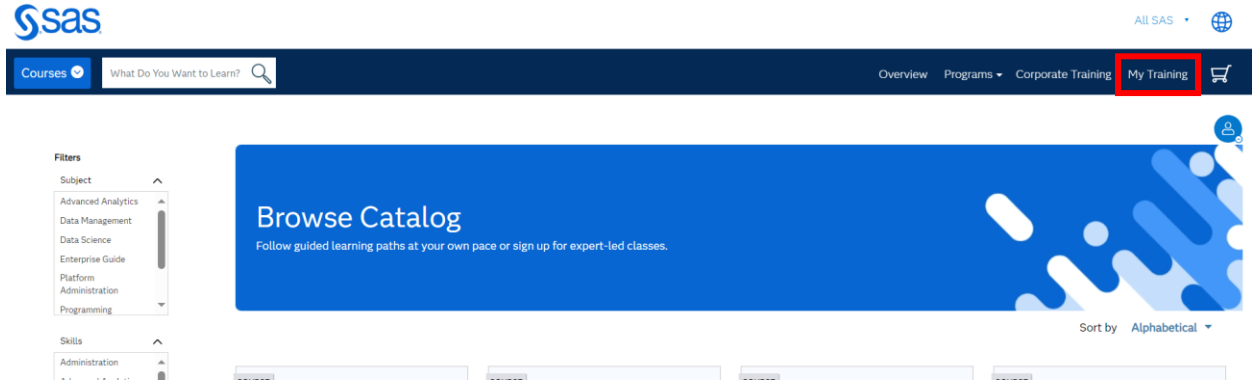 sas
All SAS
Courses
What Do You Want to Learn?
Overview Programs Corporate Training My Training
Filters
Subject
Advanced Analytics
Data Management
Data Science
Enterprise Guide
Platform
Administration
Programming
Skills
Administration
Browse Catalog
Follow guided learning paths at your own pace or sign up for expert-led classes.
Sort by Alphabetical